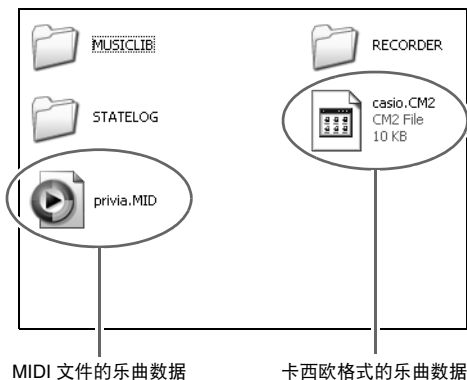 MUSICLIB
RECORDER
STATELOG
casio.CM2
CM2 File
10 KB
privia.MID
MIDI 文件的乐曲数据
卡西欧格式的乐曲数据